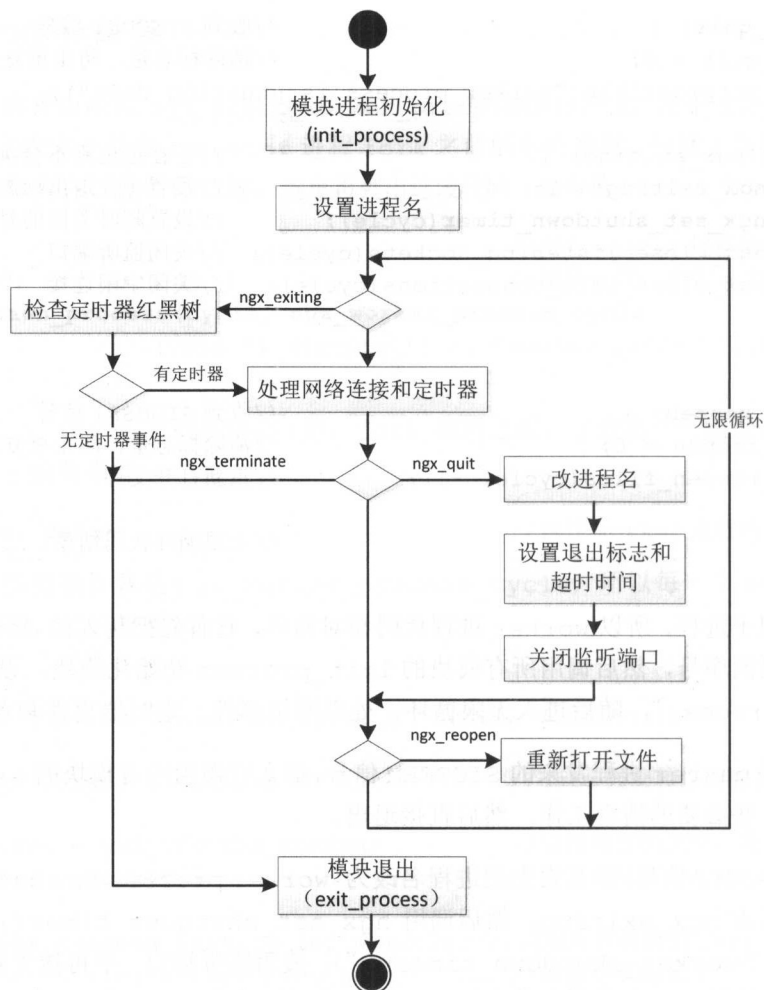 模块进程初始化
(init_process)
设置进程名
ngx_exiting
检查定时器红黑树
有定时器
处理网络连接和定时器
无限循环
无定时器事件
ngx_terminate
ngx_quit
改进程名
设置退出标志和
超时时间
关闭监听端口
ngx_reopen
重新打开文件
模块退出
（exit_process）